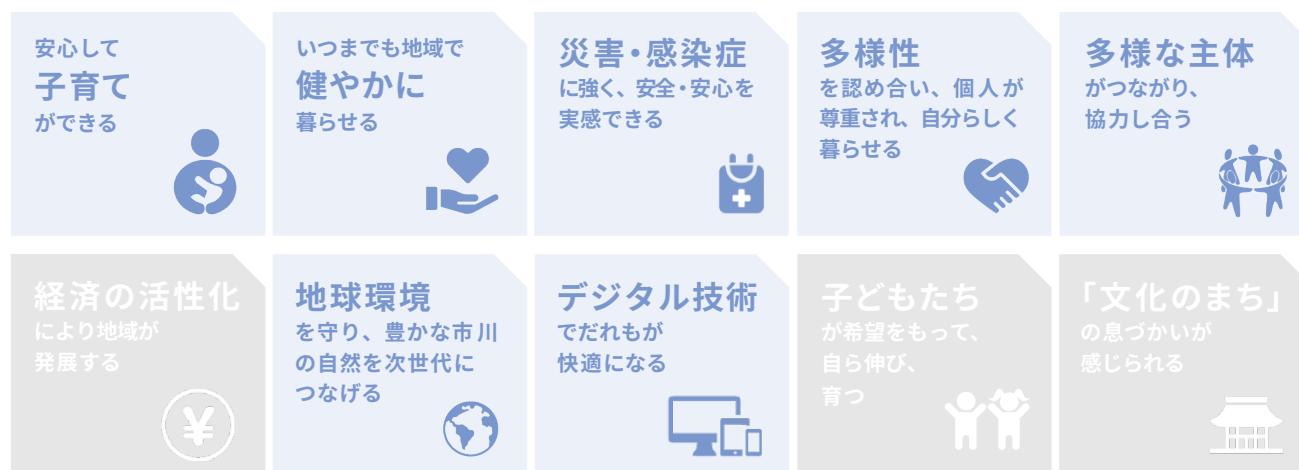 安心して
子育て
ができる
いつまでも地域で
健やかに
暮らせる
災害・感染症
に強く、安全・安心を
実感できる
多様性
を認め合い、個人が
尊重され、自分らしく
暮らせる
多様な主体
がつながり、
協力し合う
経済の活性化
により地域が
発展する
地球環境
を守り、豊かな市川
の自然を次世代に
つなげる
デジタル技術
でだれもが
快適になる
子どもたち
が希望をもって、
自ら伸び、
育つ
「文化のまち」
の息づかいが
感じられる